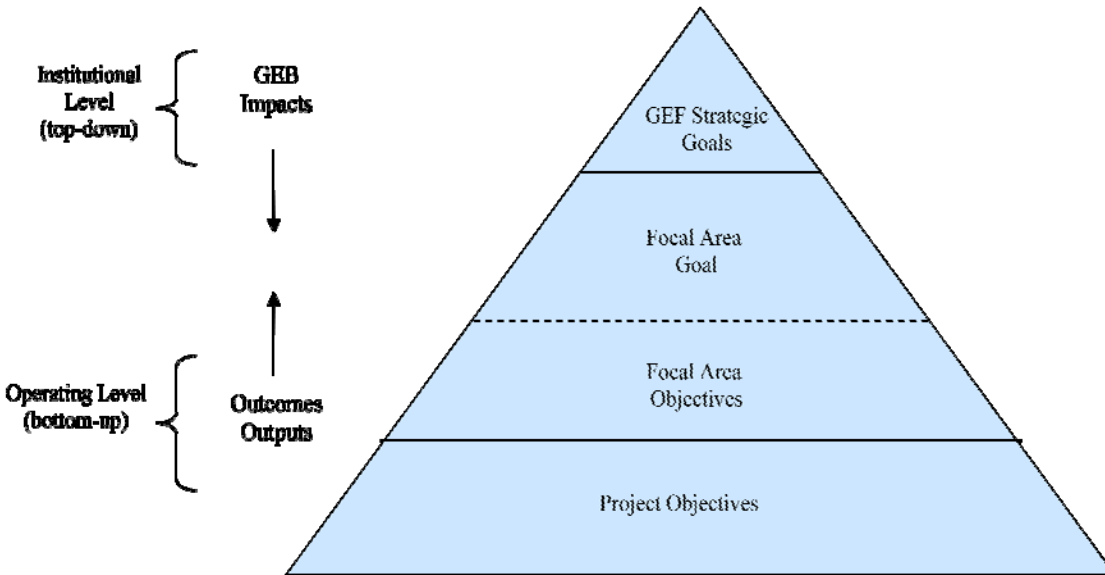 Institutional
Level
(top-down)
GEB
Impacts
GEF Strategic
Goals
Focal Area
Goal
Focal Area
Objectives
Operating Level
(bottom-up)
Outcomes
Outputs
Project Objectives